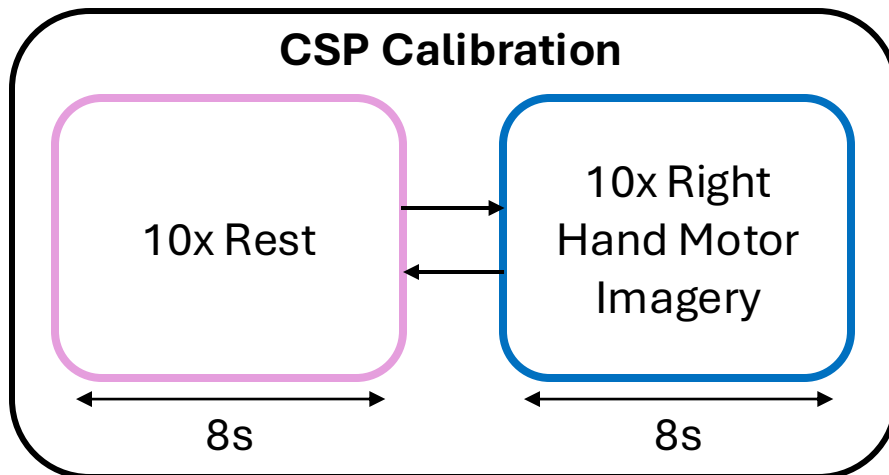 CSP Calibration
10x Rest
10x Right
Hand Motor
Imagery
8s
8s